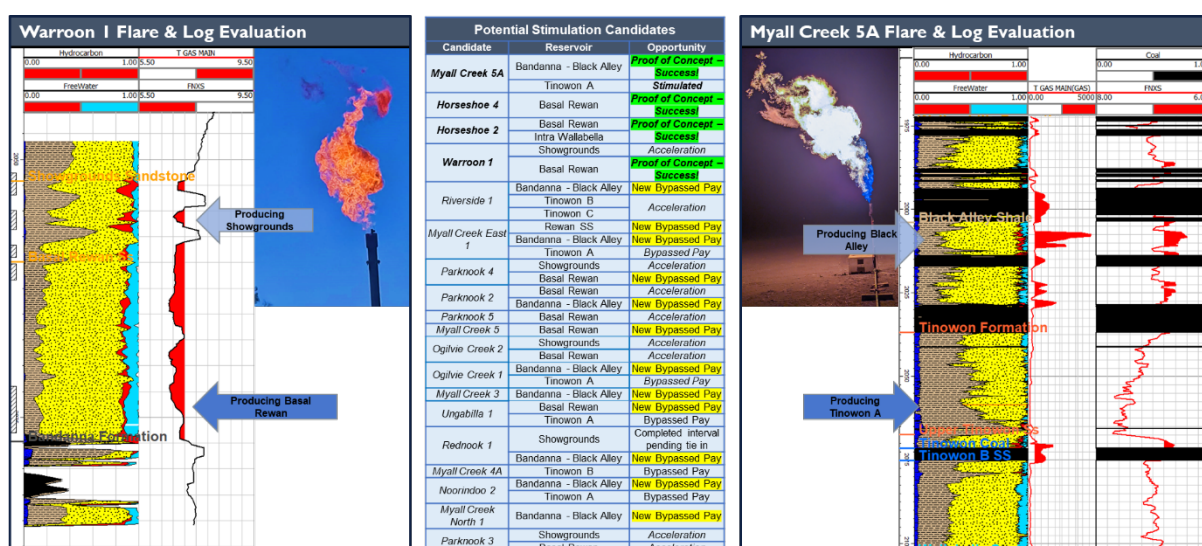 Warroon 1 Flare & Log Evaluation
Hydrocarbon
T GAS MAIN
0.00 1.00
5.50 9.50
FreeWater
FNXS
0.00 1.00
5.50 9.50
2050
Showgrounds Sandstone
Producing
Showgrounds
Producing Basal
Rewan
Bandanna Formation
Potential Stimulation Candidates
Candidate Reservoir Opportunity
Myall Creek 5A
Bandanna - Black Alley
Proof of Concept –
Success!
Tinowon A Stimulated
Horseshoe 4 Basal Rewan
Proof of Concept –
Success!
Horseshoe 2
Basal Rewan
Intra Wallabella
Proof of Concept –
Success!
Warroon 1
Showgrounds Acceleration
Basal Rewan
Proof of Concept –
Success!
Riverside 1
Bandanna - Black Alley New Bypassed Pay
Tinowon B
Tinowon C
Acceleration
Myall Creek East
1
Rewan SS New Bypassed Pay
Bandanna - Black Alley New Bypassed Pay
Tinowon A Bypassed Pay
Parknook 4
Showgrounds Acceleration
Basal Rewan New Bypassed Pay
Parknook 2
Basal Rewan Acceleration
Bandanna - Black Alley New Bypassed Pay
Parknook 5 Basal Rewan Acceleration
Myall Creek 5 Basal Rewan New Bypassed Pay
Ogilvie Creek 2
Showgrounds Acceleration
Basal Rewan Acceleration
Ogilvie Creek 1
Bandanna - Black Alley New Bypassed Pay
Tinowon A Bypassed Pay
Myall Creek 3 Bandanna - Black Alley New Bypassed Pay
Ungabilla 1
Basal Rewan New Bypassed Pay
Tinowon A Bypassed Pay
Rednook 1
Showgrounds
Completed interval
pending tie in
Bandanna - Black Alley New Bypassed Pay
Myall Creek 4A Tinowon B Bypassed Pay
Noorindoo 2
Bandanna - Black Alley New Bypassed Pay
Tinowon A Bypassed Pay
Myall Creek
North 1
Bandanna - Black Alley New Bypassed Pay
Parknook 3
Showgrounds Acceleration
Basal Rewan Acceleration
Myall Creek 5A Flare & Log Evaluation
Hydrocarbon
Coal
0.00 1.00
FreeWater
T GAS MAIN(GAS)
FNXS
0.00 1.00
0.00 5000
1975
2000
Black Alley Shale
Producing Black
Alley
2025
Tinowon Formation
2050
Producing
Tinowon A
Tinowon Coal
Tinowon B SS
2075